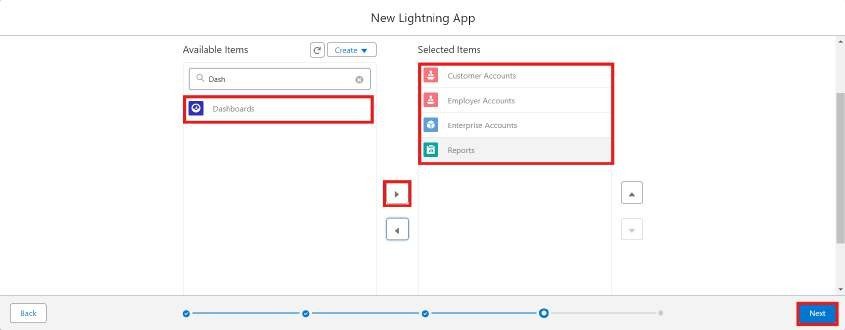 New Lightning App
Available Items
Create
Selected Items
Dash
Dashboards
Customer Accounts
Employer Accounts
Enterprise Accounts
Reports
Back
Next